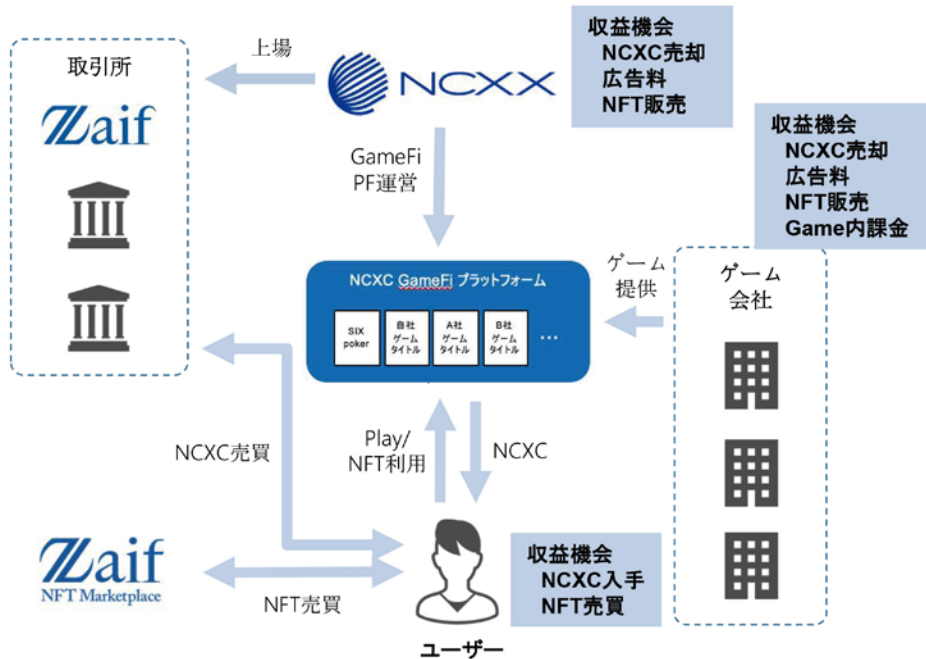 取引所
Zaif
上場
NCXX
収益機会
NCXC売却
広告料
NFT販売
収益機会
NCXC売却
広告料
NFT販売
Game内課金
GameFi
PF運営
NCXC GameFi プラットフォーム
SIX
poker
自社
ゲーム
タイトル
A社
ゲーム
タイトル
B社
ゲーム
タイトル
…
ゲーム
提供
ゲーム
会社
NCXC売買
Play/
NFT利用
NCXC
Zaif
NFT Marketplace
NFT売買
収益機会
NCXC入手
NFT売買
ユーザー